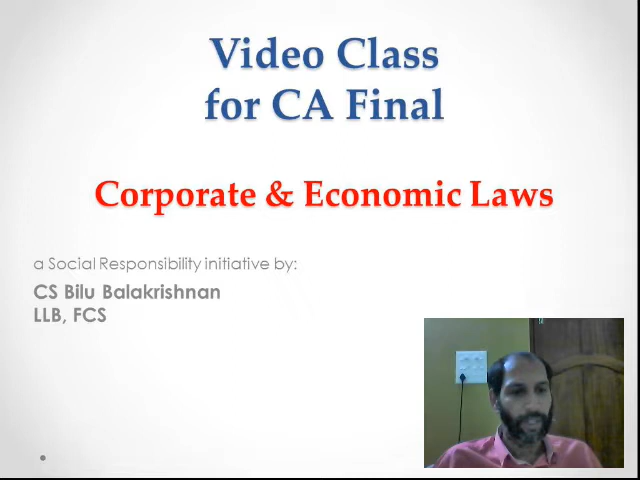 Video Class
for CA Final
Corporate & Economic Laws
a Social Responsibility initiative by:
CS Bilu Balakrishnan
LLB, FCS